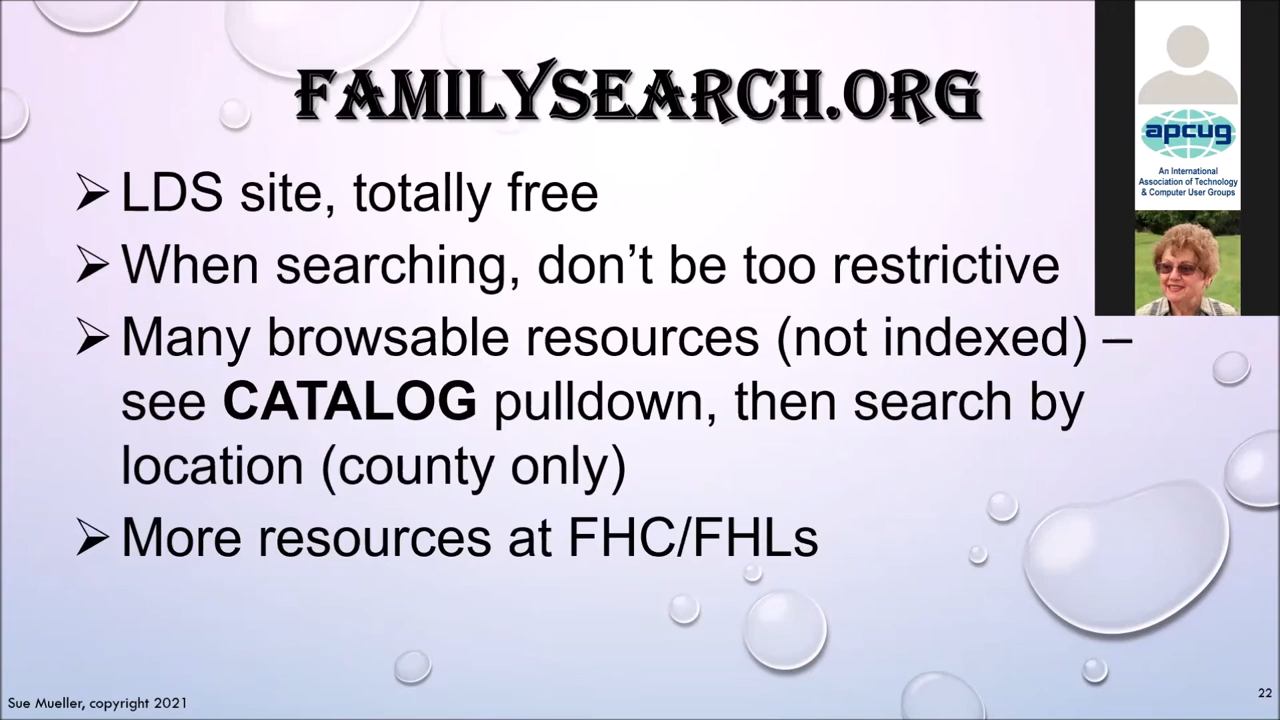 FAMILYSEARCH.ORG
➢ LDS site, totally free
➢ When searching, don’t be too restrictive
➢ Many browsable resources (not indexed) –
see CATALOG pulldown, then search by
location (county only)
➢ More resources at FHC/FHLs
apcug
An International
Association of Technology
& Computer User Groups
Sue Mueller, copyright 2021
22